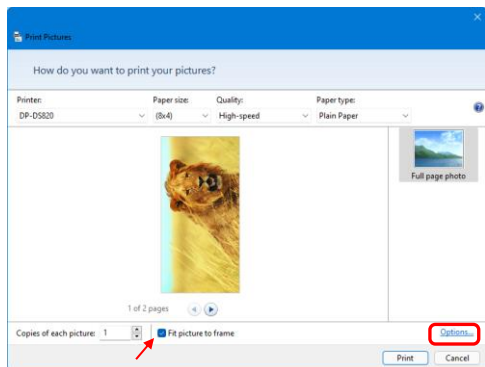 Print Pictures
How do you want to print your pictures?
Printer: Paper size: Quality: Paper type:
DP-DS820 (8x4) High-speed Plain Paper
Full page photo
1 of 2 pages
Copies of each picture: 1 Fit picture to frame Options...
Print Cancel